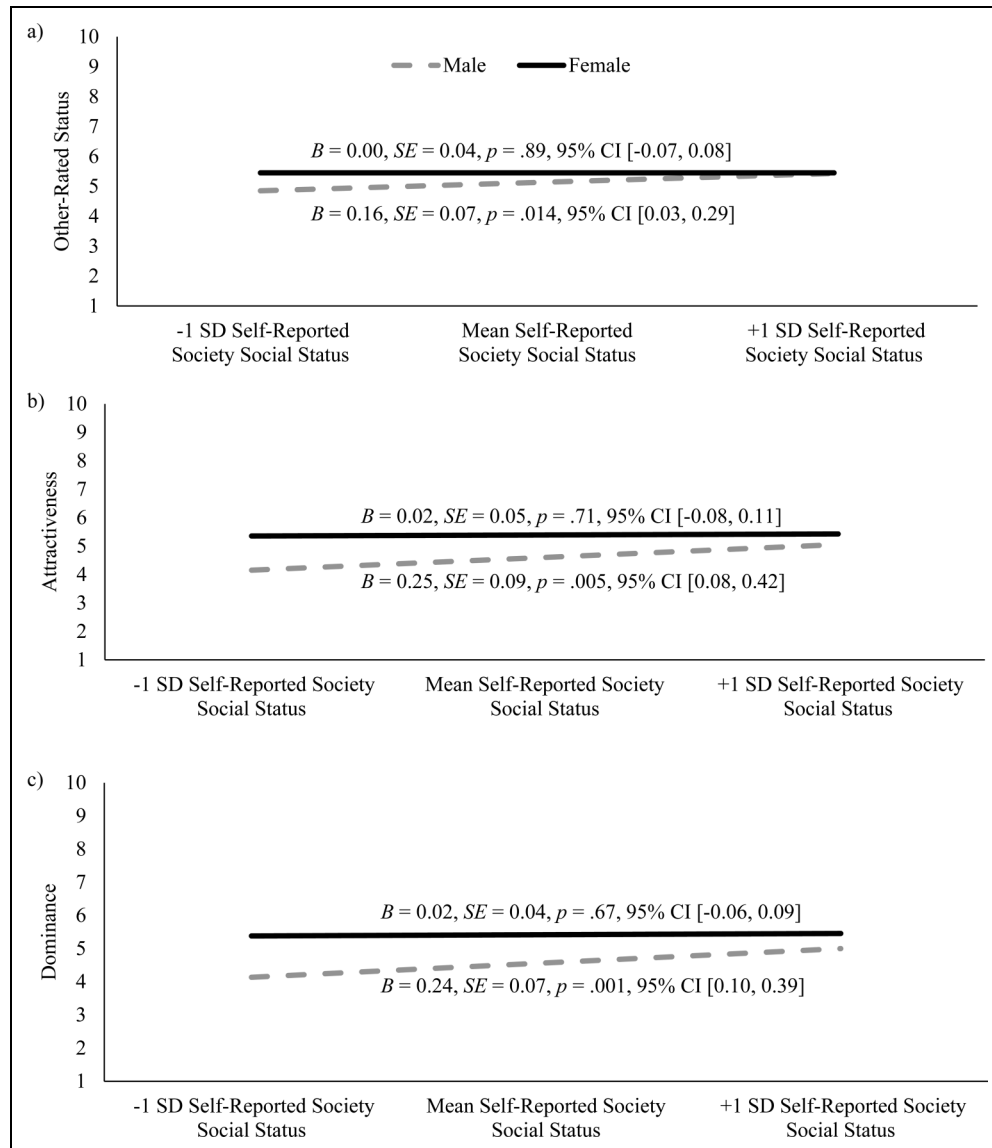 a)
10
9
8
7
6
5
4
3
2
1
Other-Rated Status
Male
Female
B = 0.00, SE = 0.04, p = .89, 95% CI [-0.07, 0.08]
B = 0.16, SE = 0.07, p = .014, 95% CI [0.03, 0.29]
-1 SD Self-Reported
Society Social Status
Mean Self-Reported
Society Social Status
+1 SD Self-Reported
Society Social Status
b)
10
9
8
7
6
5
4
3
2
1
Attractiveness
B = 0.02, SE = 0.05, p = .71, 95% CI [-0.08, 0.11]
B = 0.25, SE = 0.09, p = .005, 95% CI [0.08, 0.42]
-1 SD Self-Reported Society
Social Status
Mean Self-Reported Society
Social Status
+1 SD Self-Reported Society
Social Status
c)
10
9
8
7
6
5
4
3
2
1
Dominance
B = 0.02, SE = 0.04, p = .67, 95% CI [-0.06, 0.09]
B = 0.24, SE = 0.07, p = .001, 95% CI [0.10, 0.39]
-1 SD Self-Reported Society
Social Status
Mean Self-Reported Society
Social Status
+1 SD Self-Reported Society
Social Status